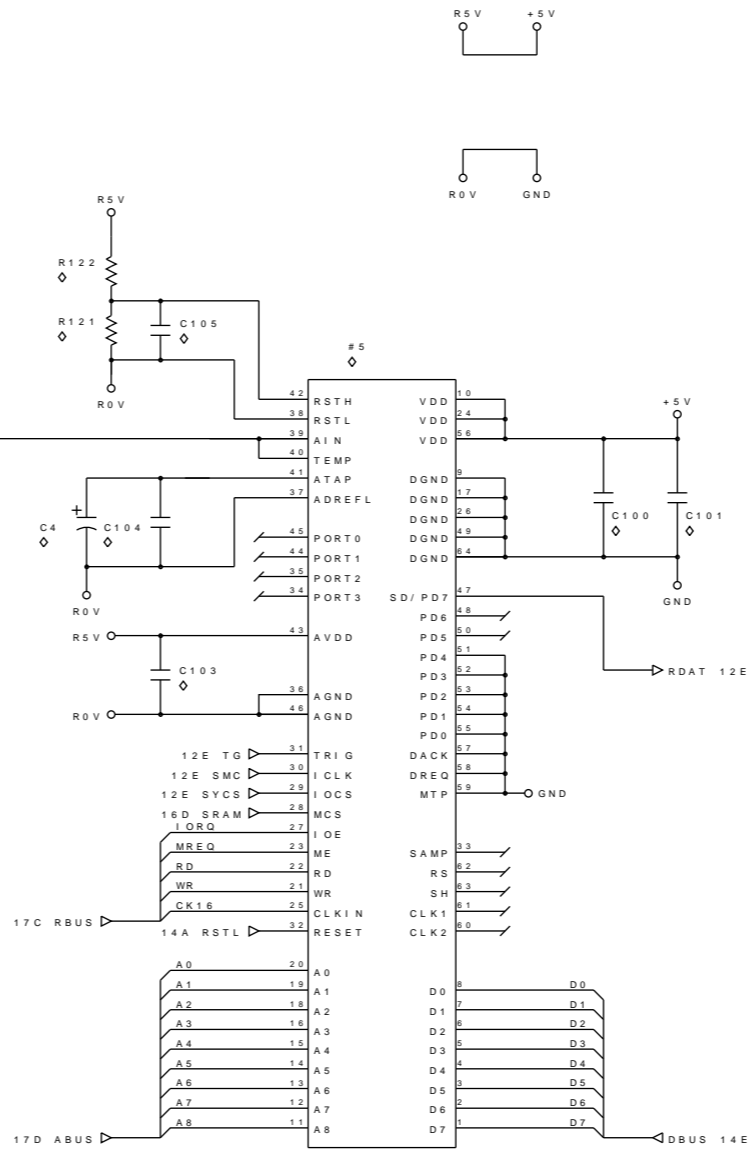 R5V +5V
R0V GND
R5V
R122
R121 C105
#5
R0V
42 RSTH VDD 10
+5V
38 RSTL VDD 24
39 AIN VDD 56
40 TEMP
41 ATAP DGND 9
37 ADREFL DGND 17
DGND 26
C4 C104 C100 C101
45 PORT0 DGND 49
44 PORT1 DGND 64
35 PORT2
34 PORT3 SD/PD7 47
R0V GND
PD6 48
R5V 43 AVDD PD5 50
PD4 51
C103 PD3 52 RDAT 12E
36 AGND PD2 53
R0V 46 AGND PD1 54
PD0 55
12E TG 31 TRIG DACK 57
12E SMC 30 ICLK DREQ 58
12E SYCS 29 IOCS MTP 59 GND
16D SRAM 28 MCS
IORQ 27 IOE
MREQ 23 ME SAMP 33
RD 22 RD RS 62
WR 21 WR SH 63
CK16 25 CLKIN CLK1 61
17C RBUS
14A RSTL 32 RESET CLK2 60
A0 20 A0
A1 19 A1 D0 8 D0
A2 18 A2 D1 7 D1
A3 16 A3 D2 6 D2
A4 15 A4 D3 5 D3
A5 14 A5 D4 4 D4
A6 13 A6 D5 3 D5
A7 12 A7 D6 2 D6
A8 11 A8 D7 1 D7
17D ABUS DBUS 14E